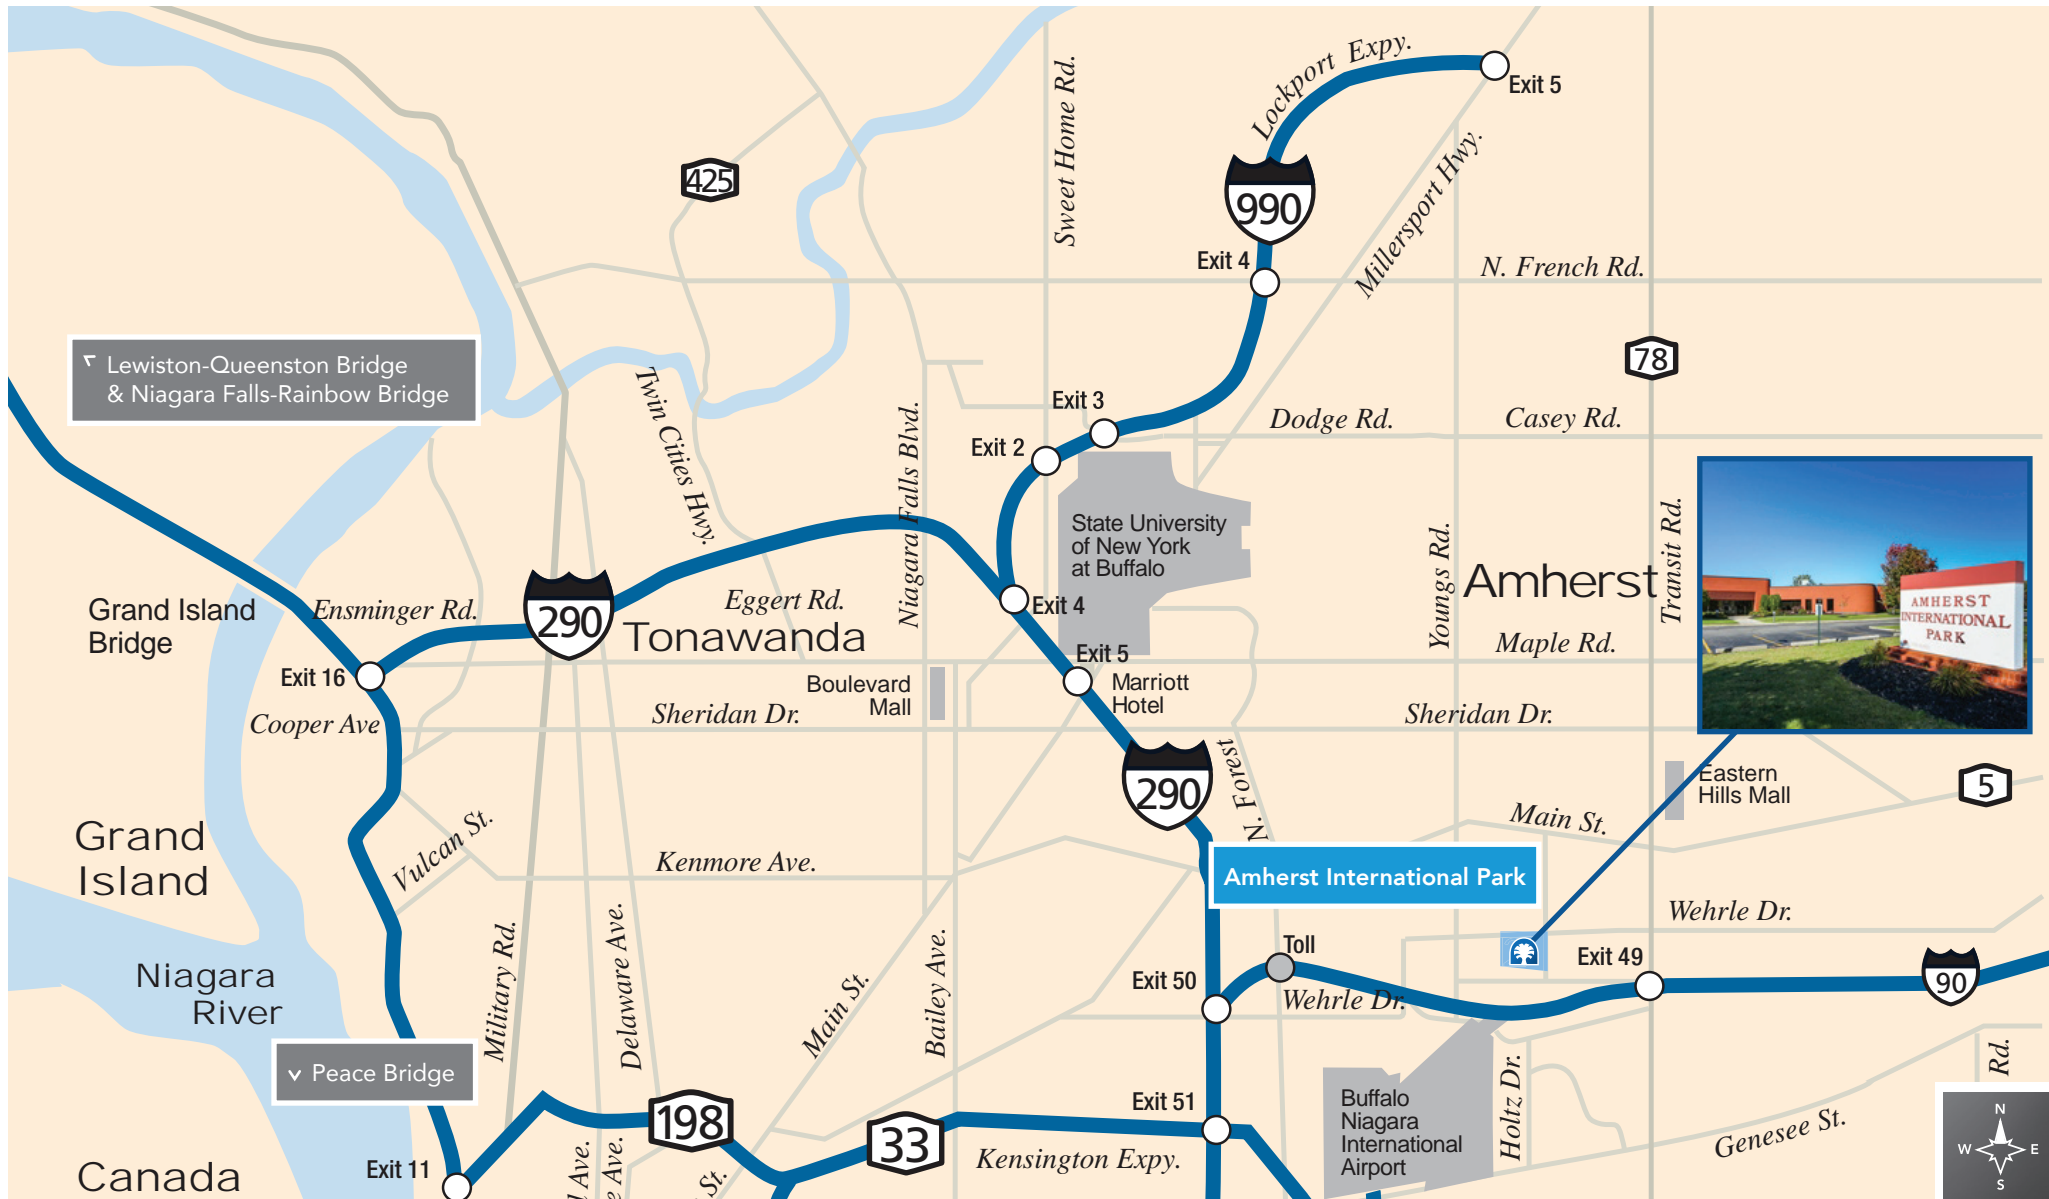 Lockport Expy.
Exit 5
Sweet Home Rd.
425
990
Millersport Hwy.
Exit 4
N. French Rd.
Lewiston-Queenston Bridge
& Niagara Falls-Rainbow Bridge
78
Twin Cities Hwy.
Niagara Falls Blvd.
Exit 3
Exit 2
Dodge Rd.
Casey Rd.
State University
of New York
at Buffalo
Youngs Rd.
Transit Rd.
Amherst
AMHERST
INTERNATIONAL
PARK
Grand Island
Bridge
Ensminger Rd.
290
Tonawanda
Eggert Rd.
Exit 4
Maple Rd.
Exit 16
Exit 5
Marriott
Hotel
Boulevard
Mall
Cooper Ave
Sheridan Dr.
Sheridan Dr.
290
N. Forest
Eastern
Hills Mall
5
Main St.
Grand
Island
Vulcan St.
Kenmore Ave.
Amherst International Park
Wehrle Dr.
Niagara
River
Military Rd.
Delaware Ave.
Main St.
Bailey Ave.
Toll
Exit 50
Wehrle Dr.
Exit 49
90
Peace Bridge
198
33
Exit 51
Kensington Expy.
Buffalo
Niagara
International
Airport
Holtz Dr.
Genesee St.
Rd.
Canada
Exit 11
Ave.
Ave.
St.
N
W E
S